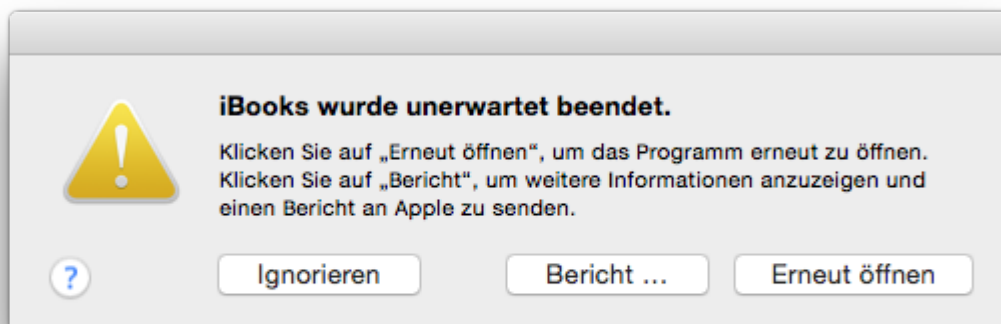 iBooks wurde unerwartet beendet.
Klicken Sie auf „Erneut öffnen“, um das Programm erneut zu öffnen.
Klicken Sie auf „Bericht“, um weitere Informationen anzuzeigen und
einen Bericht an Apple zu senden.
?
Ignorieren
Bericht ...
Erneut öffnen